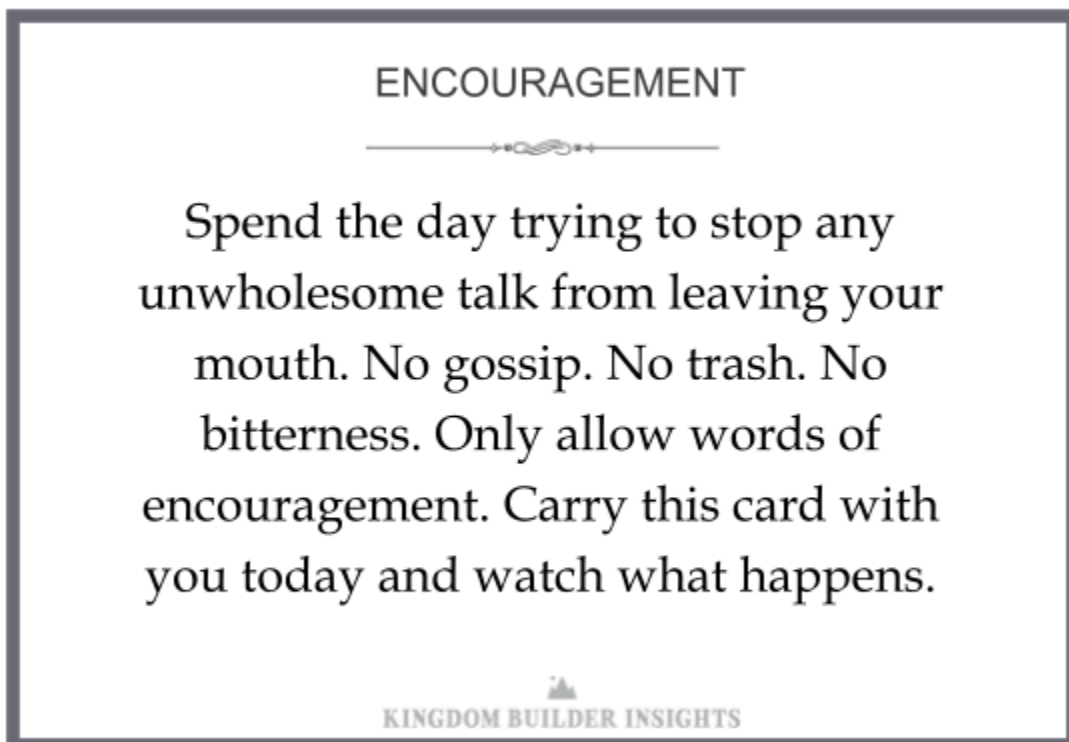 ENCOURAGEMENT
Spend the day trying to stop any
unwholesome talk from leaving your
mouth. No gossip. No trash. No
bitterness. Only allow words of
encouragement. Carry this card with
you today and watch what happens.
KINGDOM BUILDER INSIGHTS